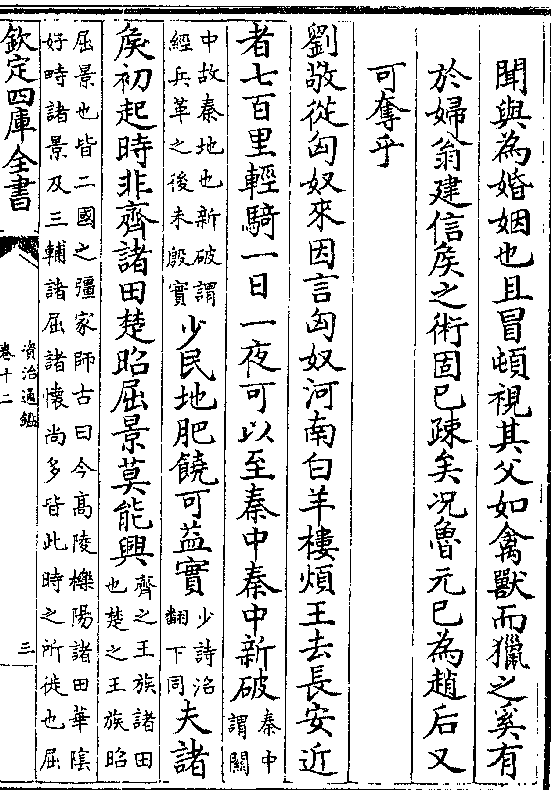 聞與為婚姻也且冒頓視其父如禽獸而獵之奚有
於婦翁建信矦之術固已疎矣况魯元已為趙后又
可奪乎
劉敬從匈奴來因言匈奴河南白羊樓煩王去長安近
者七百里輕騎一日一夜可以至秦中秦中新破
秦中
謂關
中故秦地也新破謂
經兵革之後未殷實
少民地肥饒可益實
少詩沼
翻下同
夫諸
矦初起時非齊諸田楚昭屈景莫能興
齊之王族諸田
也楚之王族昭
屈景也皆二國之彊家師古曰今高陵櫟陽諸田華隂
好時諸景及三輔諸屈諸懷尚多皆此時之所徙也屈
欽定四庫全書
資治通鑑
卷十二
三